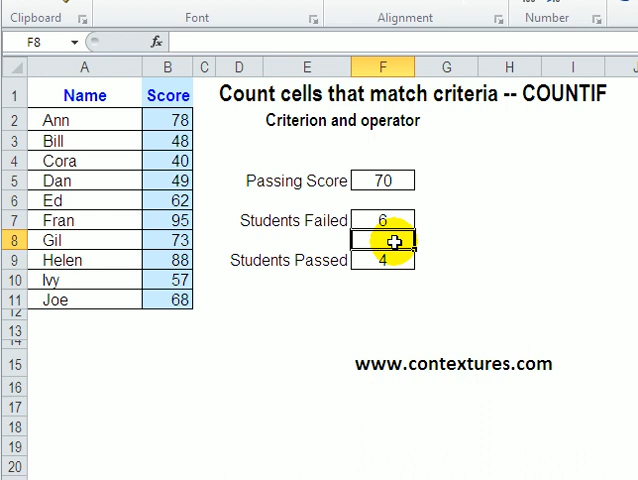 Clipboard Font Alignment Number
F8 fx
A B C D E F G H I J
1 Name Score Count cells that match criteria -- COUNTIF
2 Ann 78 Criterion and operator
3 Bill 48
4 Cora 40
5 Dan 49 Passing Score 70
6 Ed 62
7 Fran 95 Students Failed 6
8 Gil 73
9 Helen 88 Students Passed 4
10 Ivy 57
11 Joe 68
12
13
14
15 www.contextures.com
16
17
18
19
20